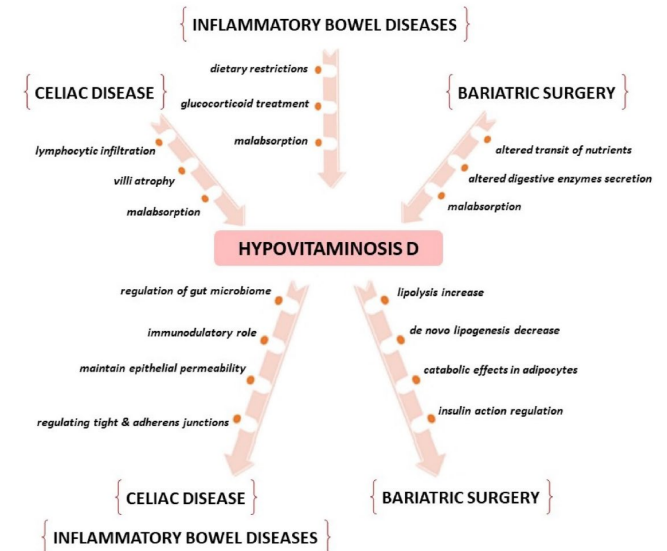 INFLAMMATORY BOWEL DISEASES
dietary restrictions
glucocorticoid treatment
malabsorption
CELIAC DISEASE
lymphocytic infiltration
villi atrophy
malabsorption
BARIATRIC SURGERY
altered transit of nutrients
altered digestive enzymes secretion
malabsorption
HYPOVITAMINOSIS D
regulation of gut microbiome
immunodulatory role
maintain epithelial permeability
regulating tight & adherens junctions
lipolysis increase
de novo lipogenesis decrease
catabolic effects in adipocytes
insulin action regulation
CELIAC DISEASE
INFLAMMATORY BOWEL DISEASES
BARIATRIC SURGERY